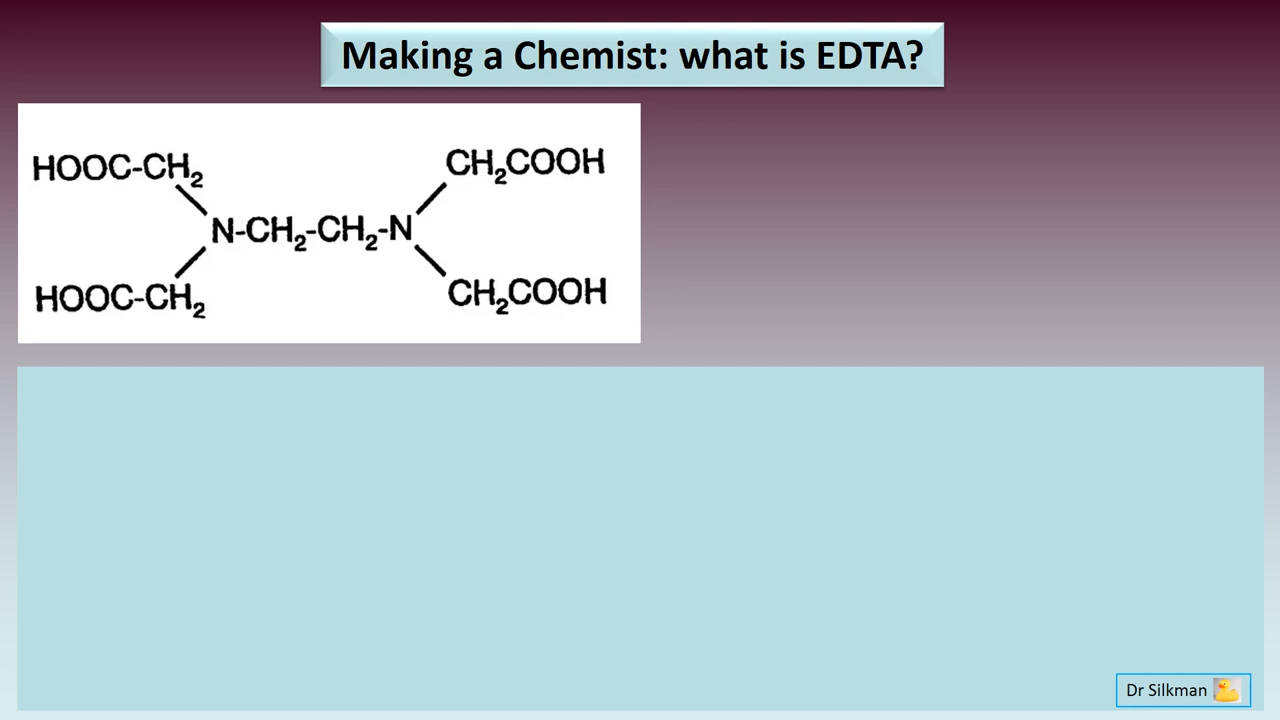 Making a Chemist: what is EDTA?
HOOC-CH₂ CH₂COOH
N-CH₂-CH₂-N
HOOC-CH₂ CH₂COOH
Dr Silkman